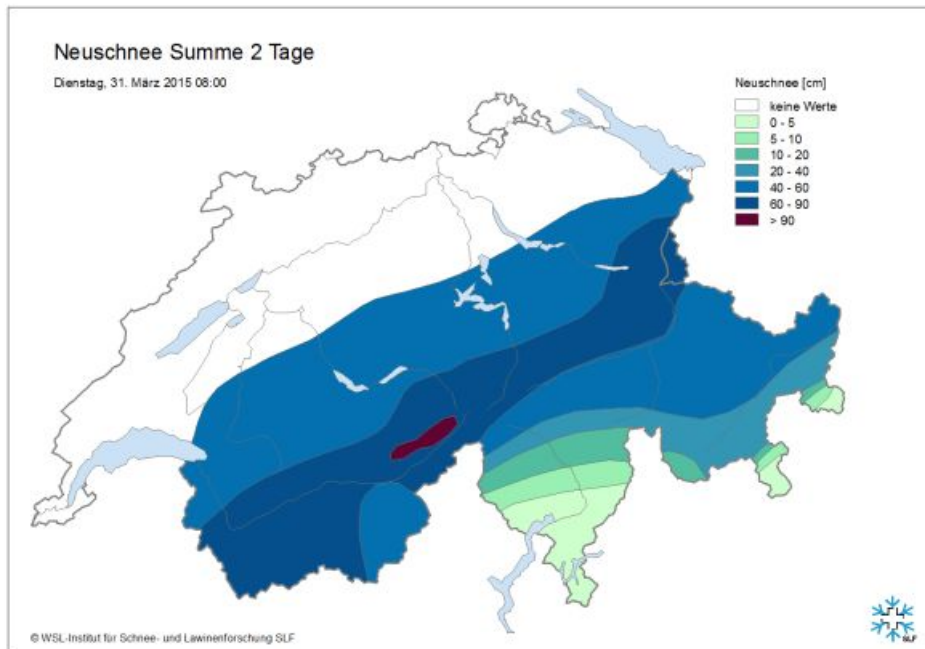 Neuschnee Summe 2 Tage
Dienstag, 31. März 2015 08:00
Neuschnee [cm]
keine Werte
0 - 5
5 - 10
10 - 20
20 - 40
40 - 60
60 - 90
> 90
© WSL-Institut für Schnee- und Lawinenforschung SLF
SLF